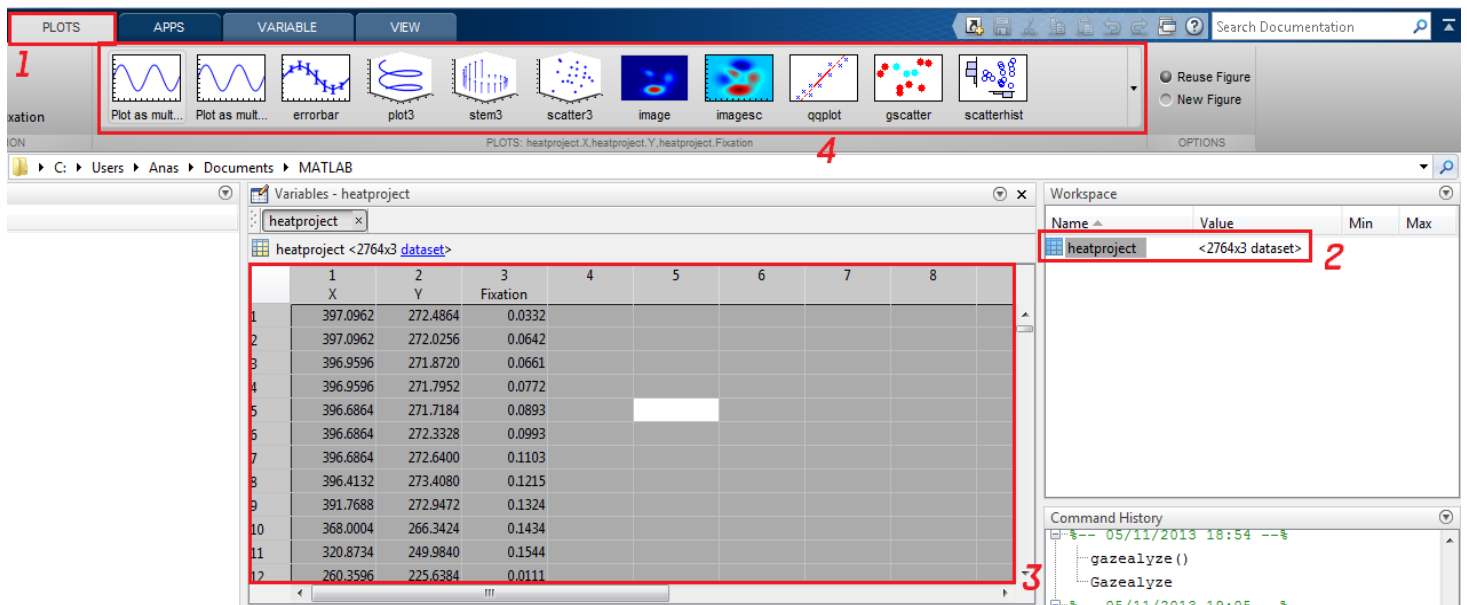 PLOTS APPS VARIABLE VIEW Search Documentation
1
xation
Plot as mult... Plot as mult... errorbar plot3 stem3 scatter3 image imagesc qqplot gscatter scatterhist
Reuse Figure
New Figure
ION PLOTS: heatproject.X,heatproject.Y,heatproject.Fixation OPTIONS
4
C: Users Anas Documents MATLAB
Variables - heatproject
heatproject
heatproject <2764x3 dataset>
1 2 3 4 5 6 7 8
X Y Fixation
1 397.0962 272.4864 0.0332
2 397.0962 272.0256 0.0642
3 396.9596 271.8720 0.0661
4 396.9596 271.7952 0.0772
5 396.6864 271.7184 0.0893
6 396.6864 272.3328 0.0993
7 396.6864 272.6400 0.1103
8 396.4132 273.4080 0.1215
9 391.7688 272.9472 0.1324
10 368.0004 266.3424 0.1434
11 320.8734 249.9840 0.1544
12 260.3596 225.6384 0.0111
3
Workspace
Name Value Min Max
heatproject <2764x3 dataset>
2
Command History
%-- 05/11/2013 18:54 --%
gazealyze()
Gazealyze
%-- 05/11/2013 19:05 --%